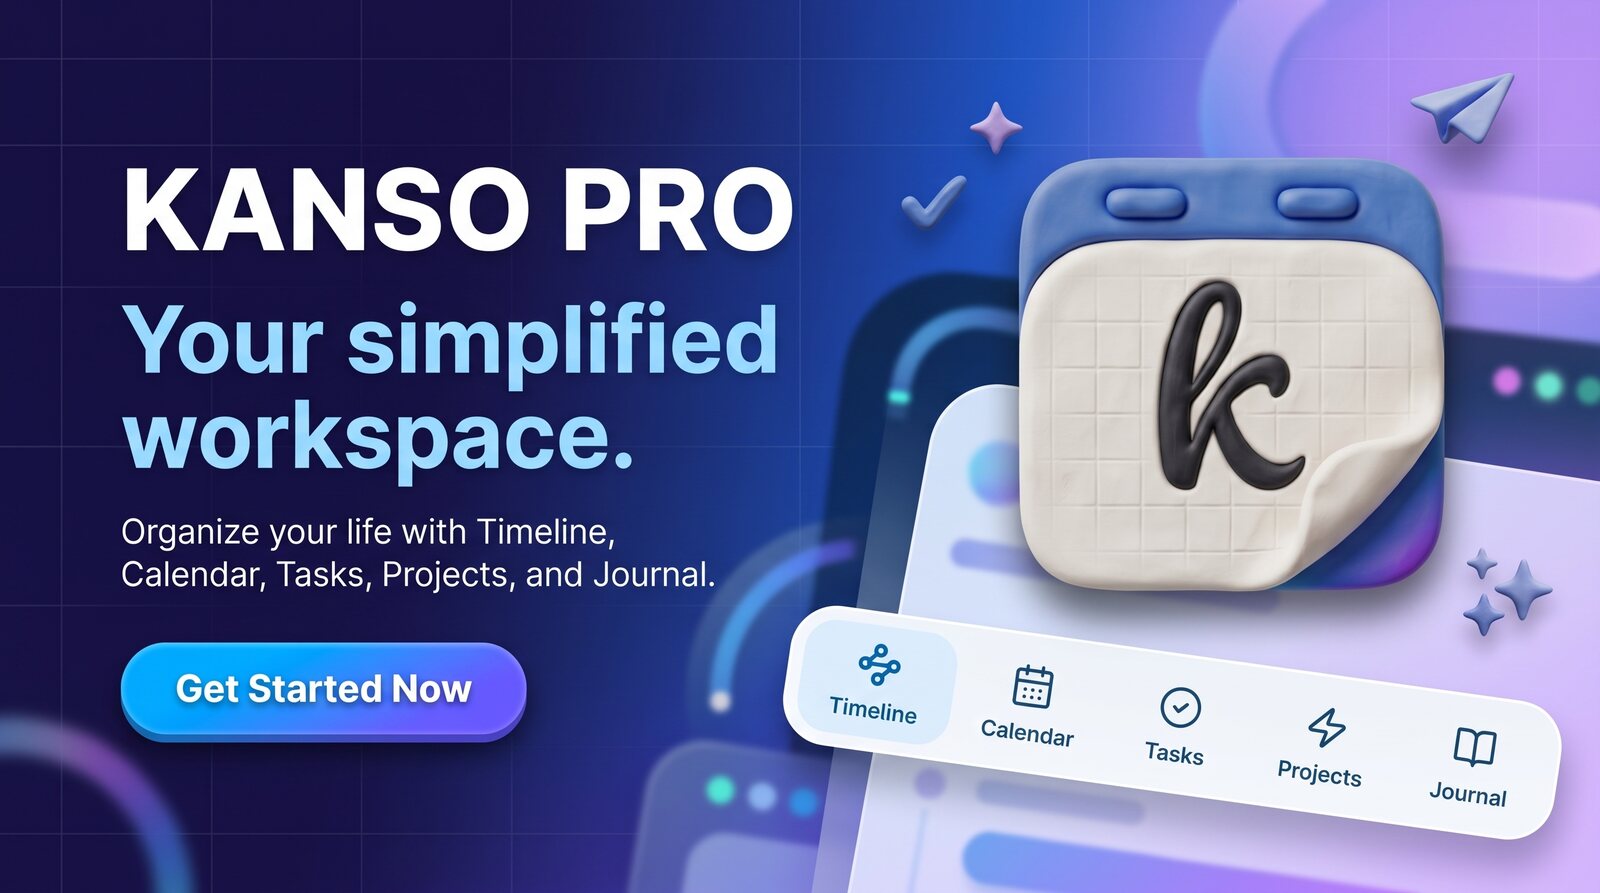 KANSO PRO
Your simplified
workspace.
Organize your life with Timeline,
Calendar, Tasks, Projects, and Journal.
Get Started Now
k
Timeline
Calendar
Tasks
Projects
Journal